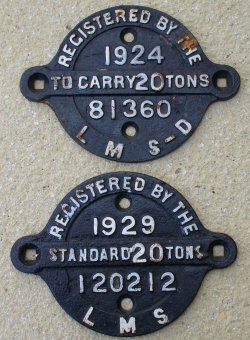 REGISTERED BY THE
1924
TO CARRY 20 TONS
81360
L M S-D
REGISTERED BY THE
1929
STANDARD 20 TONS
120212
L M S